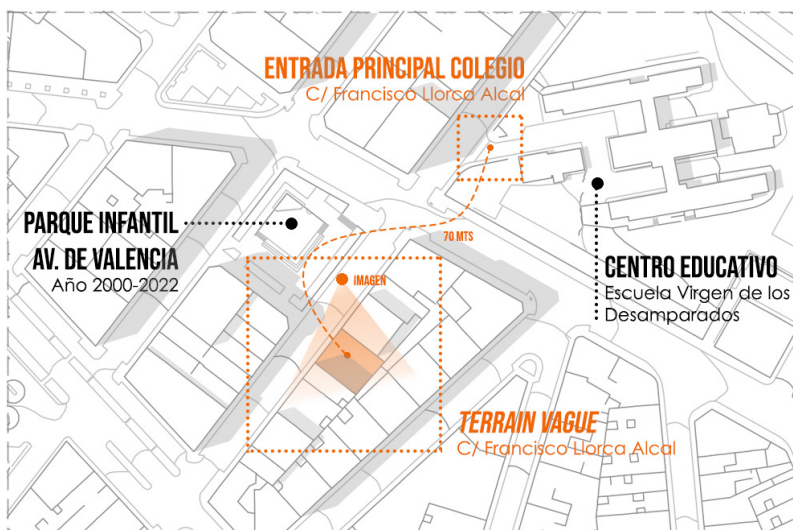 ENTRADA PRINCIPAL COLEGIO
C/ Francisco Llorca Alcal
PARQUE INFANTIL
AV. DE VALENCIA
Año 2000-2022
70 MTS
IMAGEN
CENTRO EDUCATIVO
Escuela Virgen de los
Desamparados
TERRAIN VAGUE
C/ Francisco Llorca Alcal